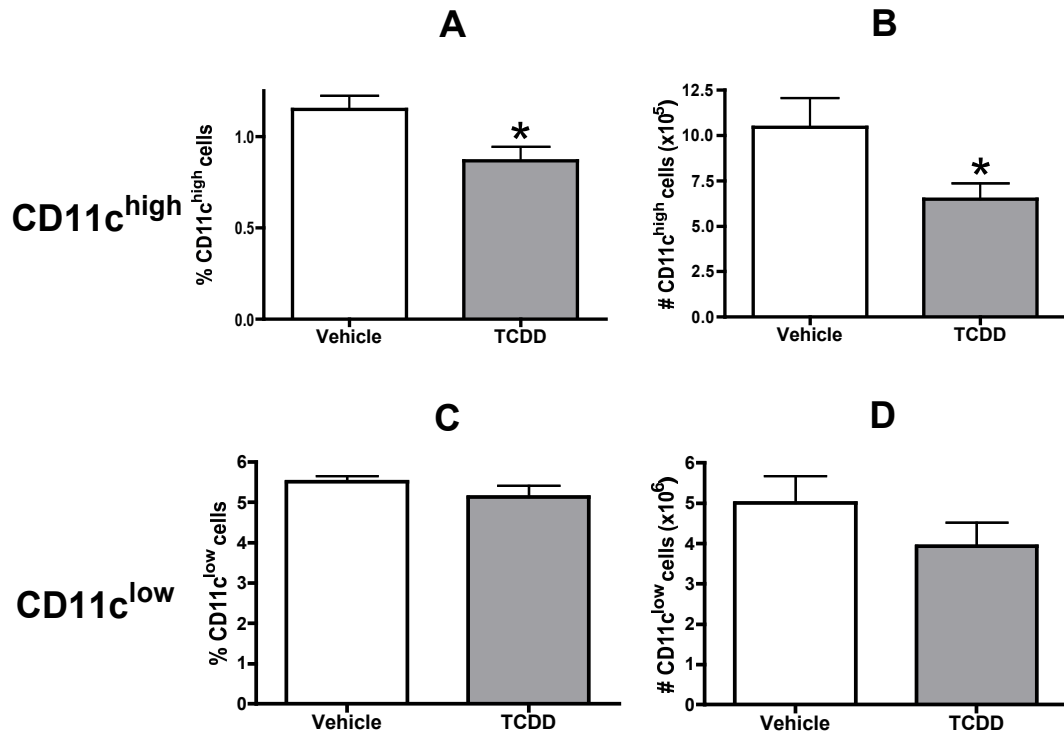 A
B
CD11c^high
% CD11c^high cells
1.0
0.5
0.0
*
Vehicle
TCDD
# CD11c^high cells (x10^5)
12.5
10.0
7.5
5.0
2.5
0.0
*
Vehicle
TCDD
C
D
CD11c^low
% CD11c^low cells
6
5
4
3
2
1
0
Vehicle
TCDD
# CD11c^low cells (x10^6)
6
5
4
3
2
1
0
Vehicle
TCDD